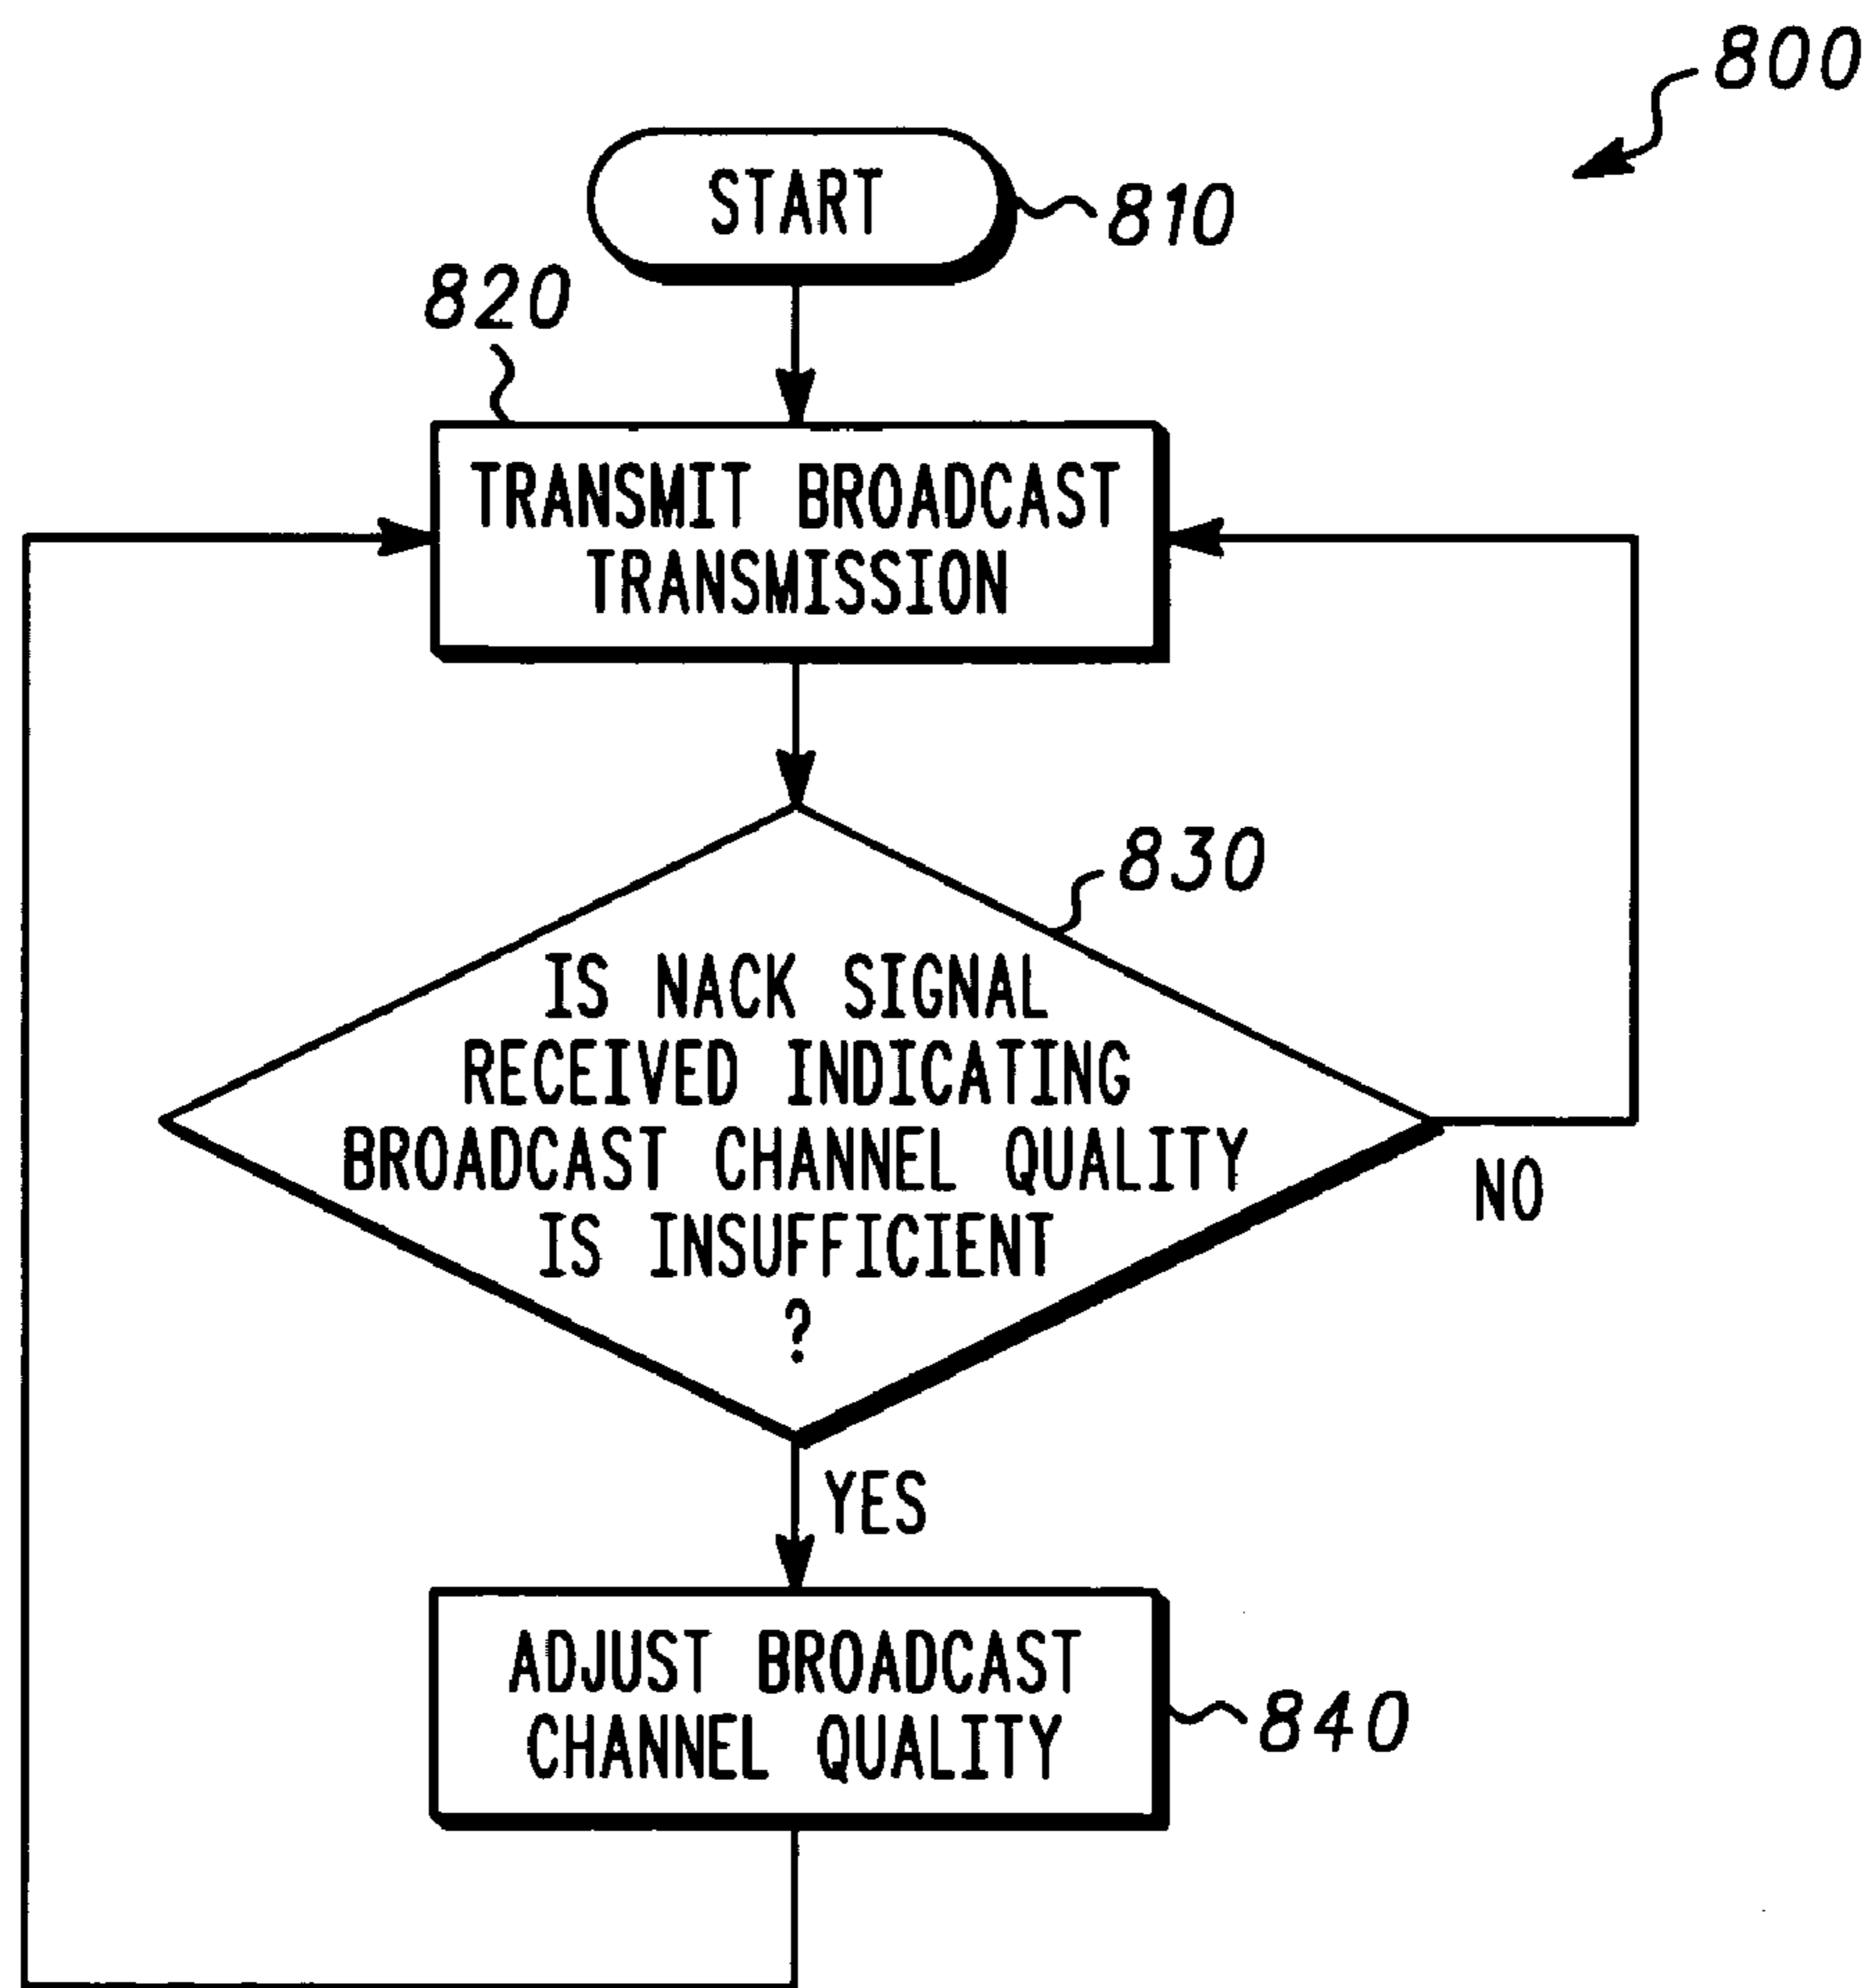 800
START
810
820
TRANSMIT BROADCAST
TRANSMISSION
830
IS NACK SIGNAL
RECEIVED INDICATING
BROADCAST CHANNEL QUALITY
IS INSUFFICIENT
?
NO
YES
ADJUST BROADCAST
CHANNEL QUALITY
840